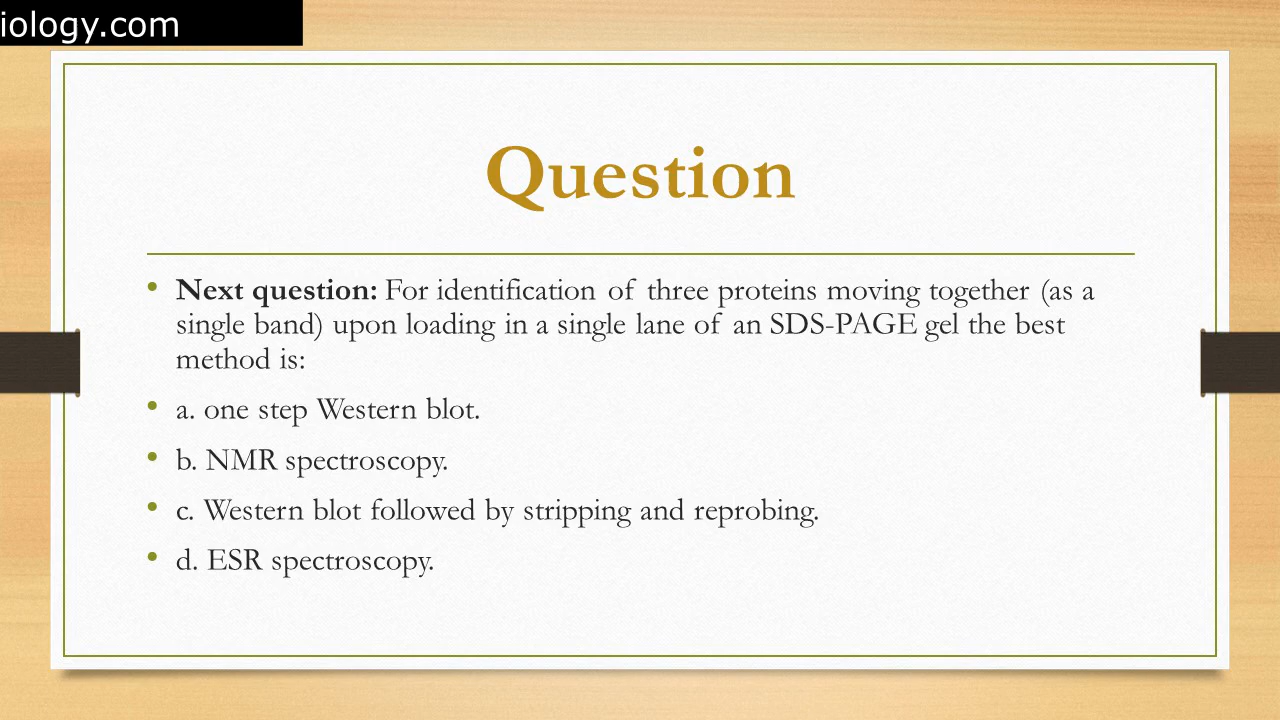 iology.com
Question
• Next question: For identification of three proteins moving together (as a
single band) upon loading in a single lane of an SDS-PAGE gel the best
method is:
• a. one step Western blot.
• b. NMR spectroscopy.
• c. Western blot followed by stripping and reprobing.
• d. ESR spectroscopy.